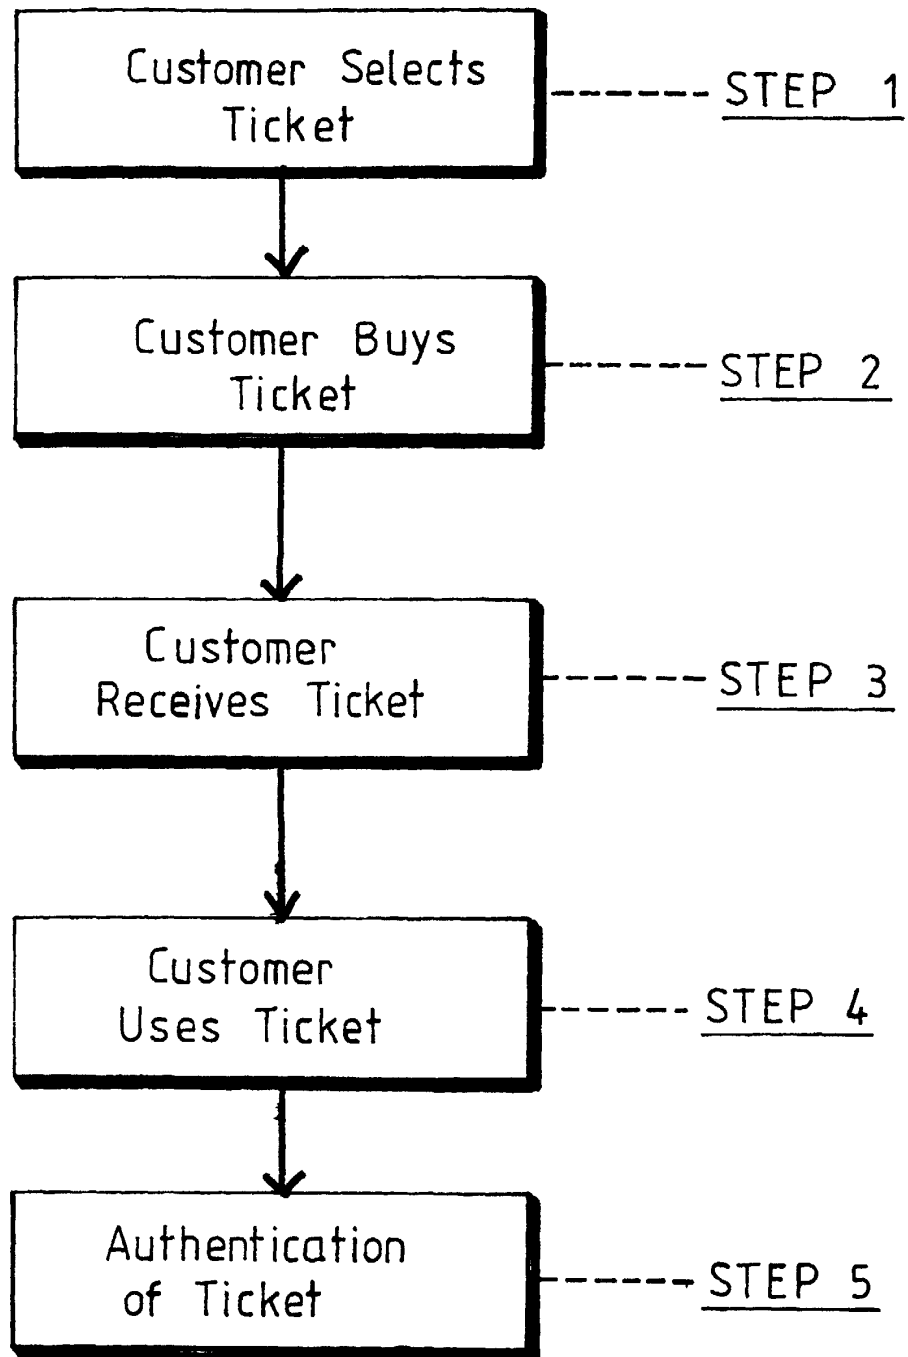 Customer Selects
Ticket
STEP 1
Customer Buys
Ticket
STEP 2
Customer
Receives Ticket
STEP 3
Customer
Uses Ticket
STEP 4
Authentication
of Ticket
STEP 5